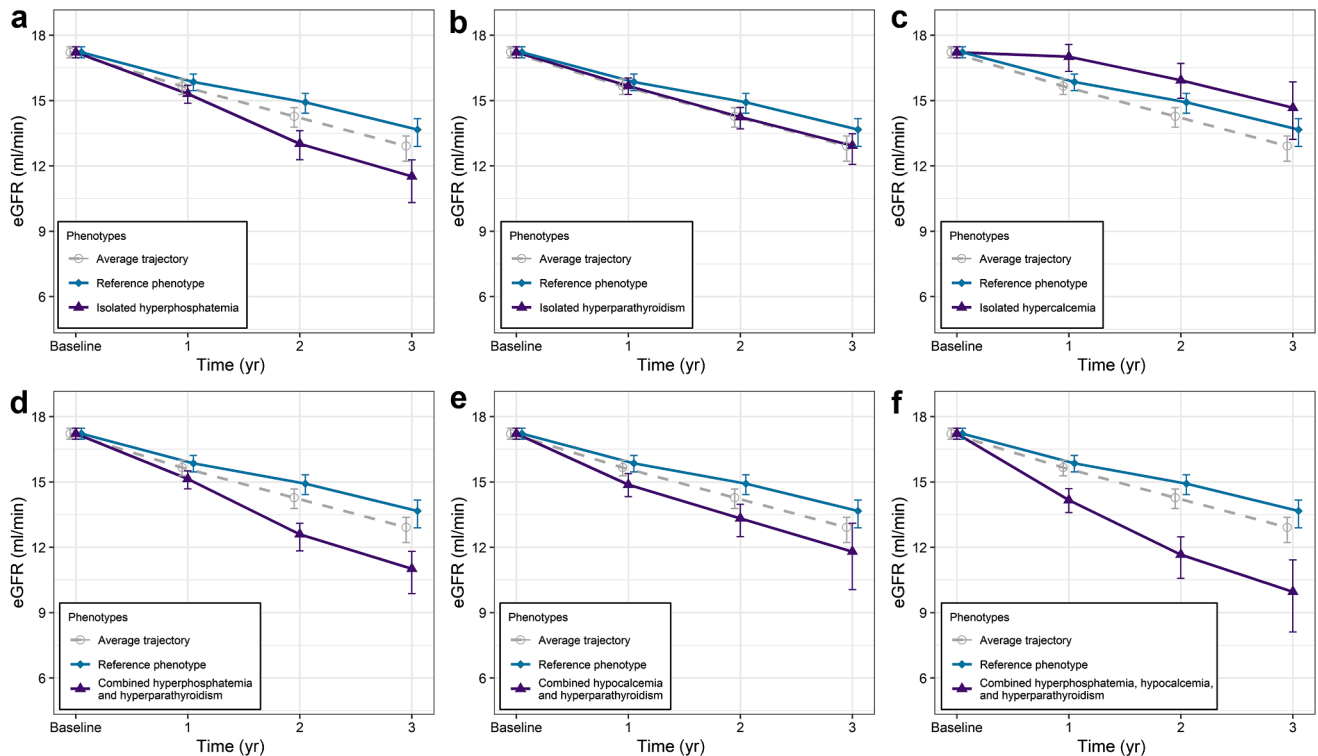 a
18
15
12
9
6
eGFR (ml/min)
Phenotypes
Average trajectory
Reference phenotype
Isolated hyperphosphatemia
Baseline
1
2
3
Time (yr)
b
18
15
12
9
6
eGFR (ml/min)
Phenotypes
Average trajectory
Reference phenotype
Isolated hyperparathyroidism
Baseline
1
2
3
Time (yr)
c
18
15
12
9
6
eGFR (ml/min)
Phenotypes
Average trajectory
Reference phenotype
Isolated hypercalcemia
Baseline
1
2
3
Time (yr)
d
18
15
12
9
6
eGFR (ml/min)
Phenotypes
Average trajectory
Reference phenotype
Combined hyperphosphatemia
and hyperparathyroidism
Baseline
1
2
3
Time (yr)
e
18
15
12
9
6
eGFR (ml/min)
Phenotypes
Average trajectory
Reference phenotype
Combined hypocalcemia
and hyperparathyroidism
Baseline
1
2
3
Time (yr)
f
18
15
12
9
6
eGFR (ml/min)
Phenotypes
Average trajectory
Reference phenotype
Combined hyperphosphatemia, hypocalcemia,
and hyperparathyroidism
Baseline
1
2
3
Time (yr)